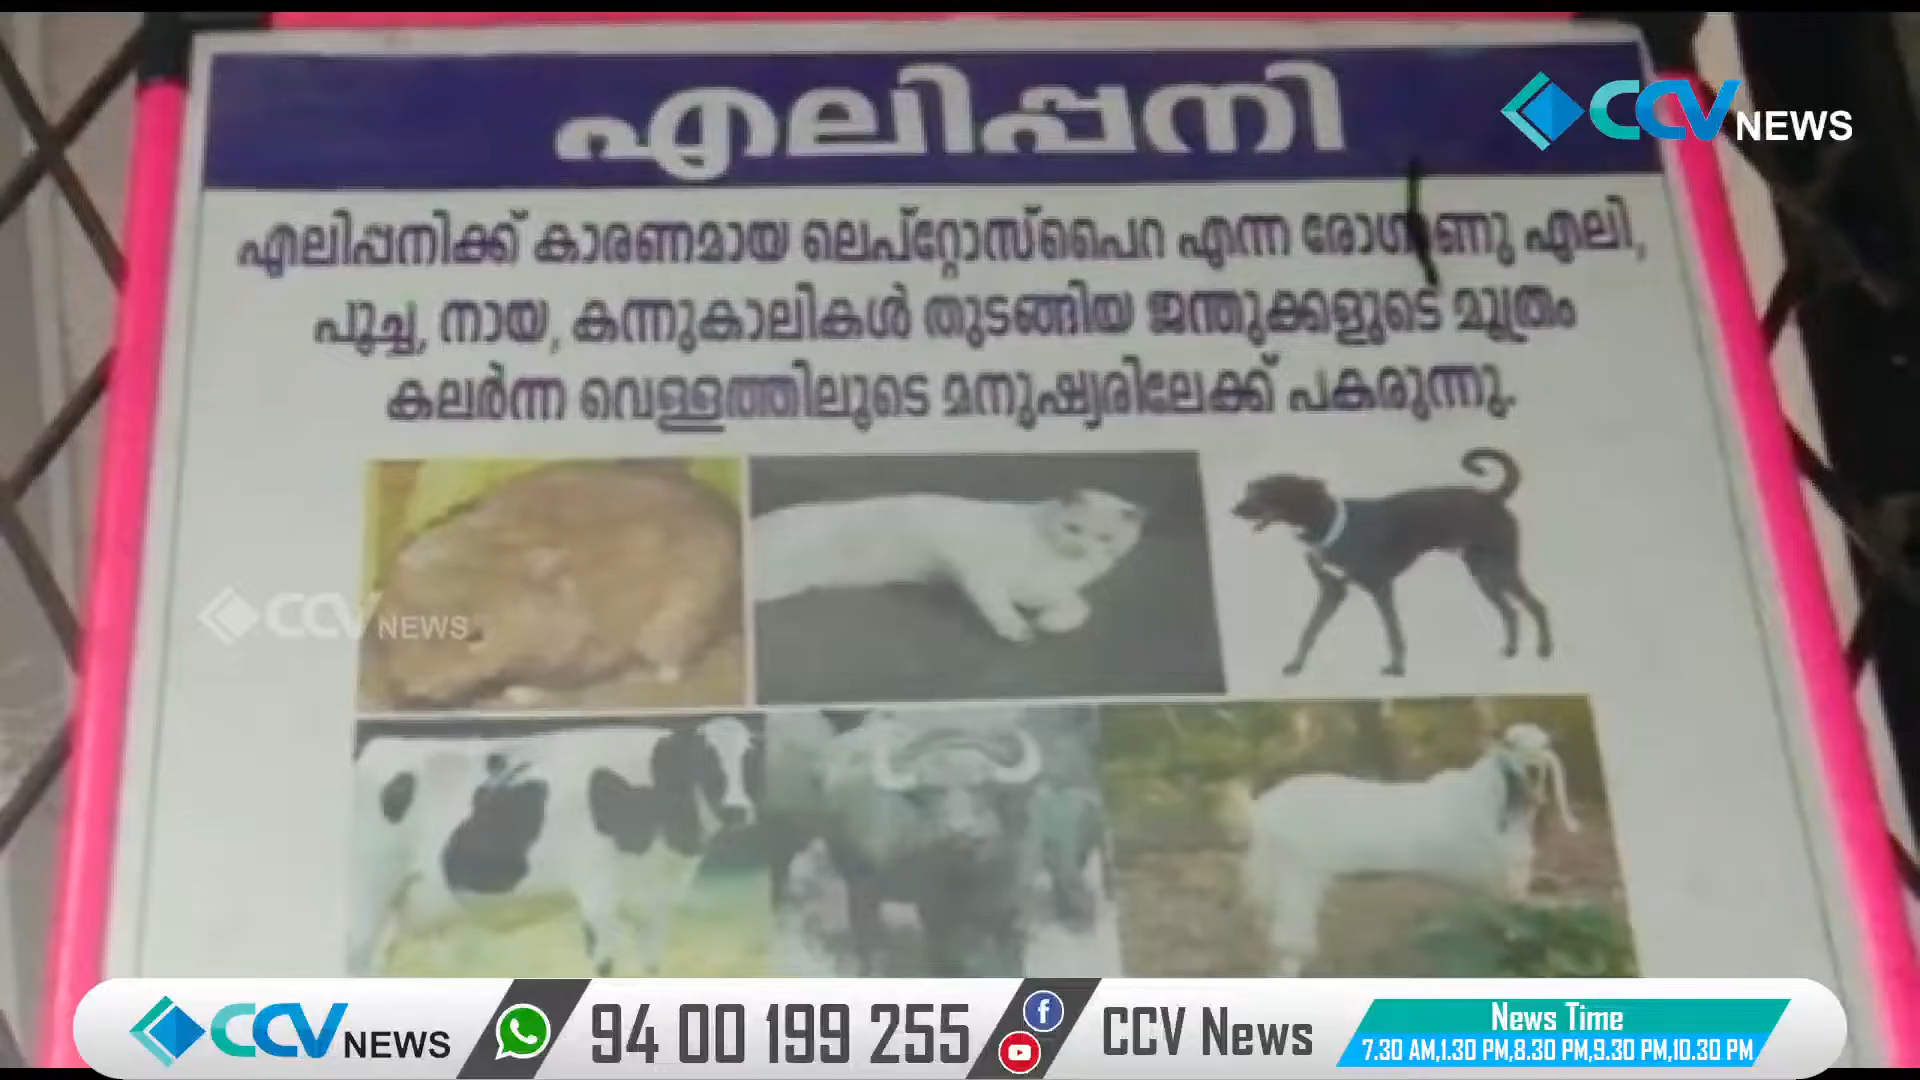 എലിപ്പനി
CCV NEWS
എലിപ്പനിക്ക് കാരണമായ ലെപ്റ്റോസ്പൈറ എന്ന രോഗാണു എലി,
പൂച്ച, നായ, കന്നുകാലികൾ തുടങ്ങിയ ജന്തുക്കളുടെ മൂത്രം
കലർന്ന വെള്ളത്തിലൂടെ മനുഷ്യരിലേക്ക് പകരുന്നു.
CCV NEWS
CCV NEWS
94 00 199 255
CCV News
News Time
7.30 AM,1.30 PM,8.30 PM,9.30 PM,10.30 PM